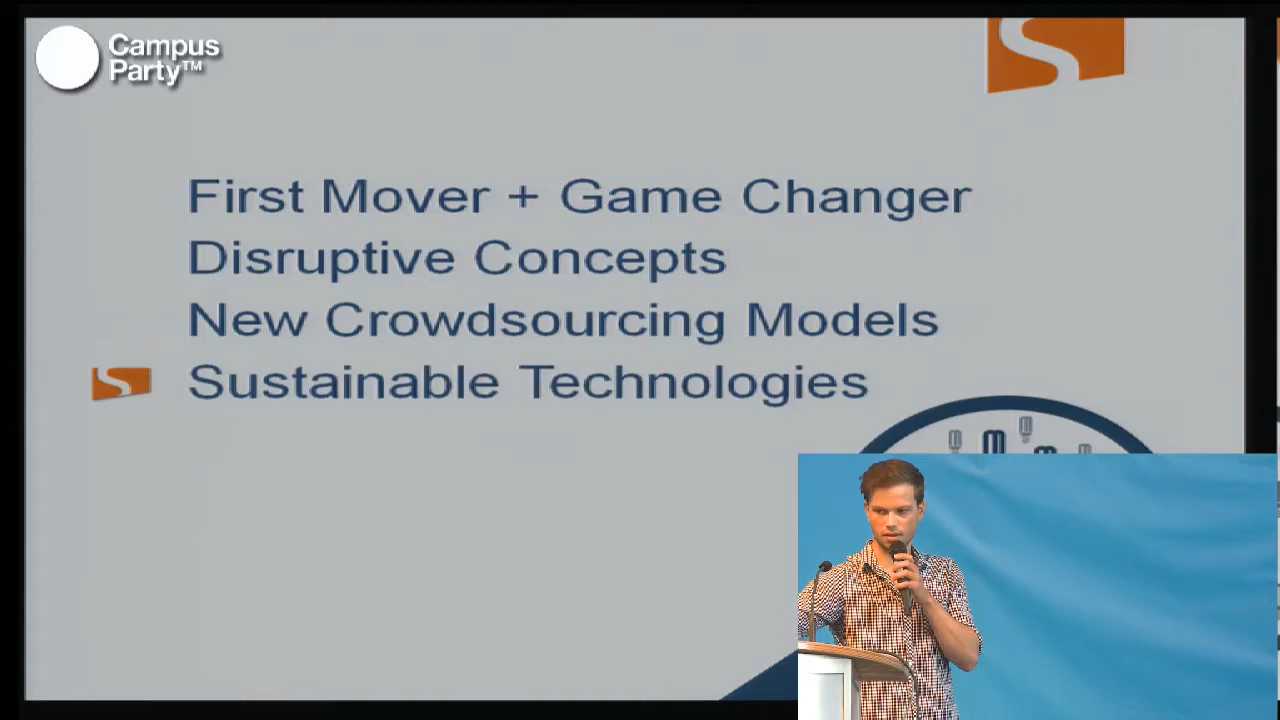 Campus
Party™
First Mover + Game Changer
Disruptive Concepts
New Crowdsourcing Models
Sustainable Technologies